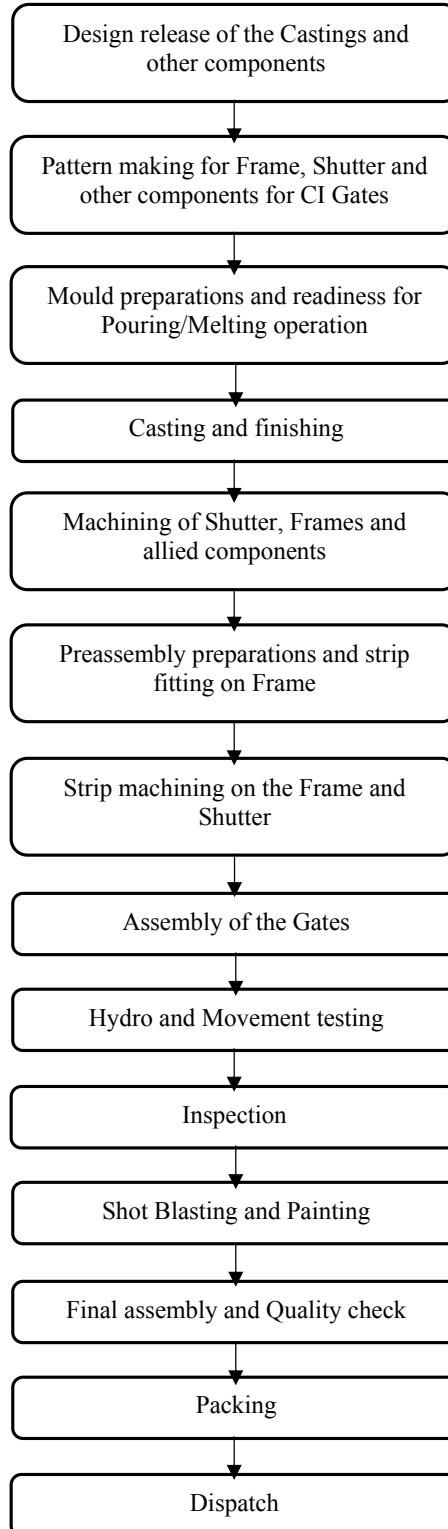 Design release of the Castings and
other components
Pattern making for Frame, Shutter and
other components for CI Gates
Mould preparations and readiness for
Pouring/Melting operation
Casting and finishing
Machining of Shutter, Frames and
allied components
Preassembly preparations and strip
fitting on Frame
Strip machining on the Frame and
Shutter
Assembly of the Gates
Hydro and Movement testing
Inspection
Shot Blasting and Painting
Final assembly and Quality check
Packing
Dispatch